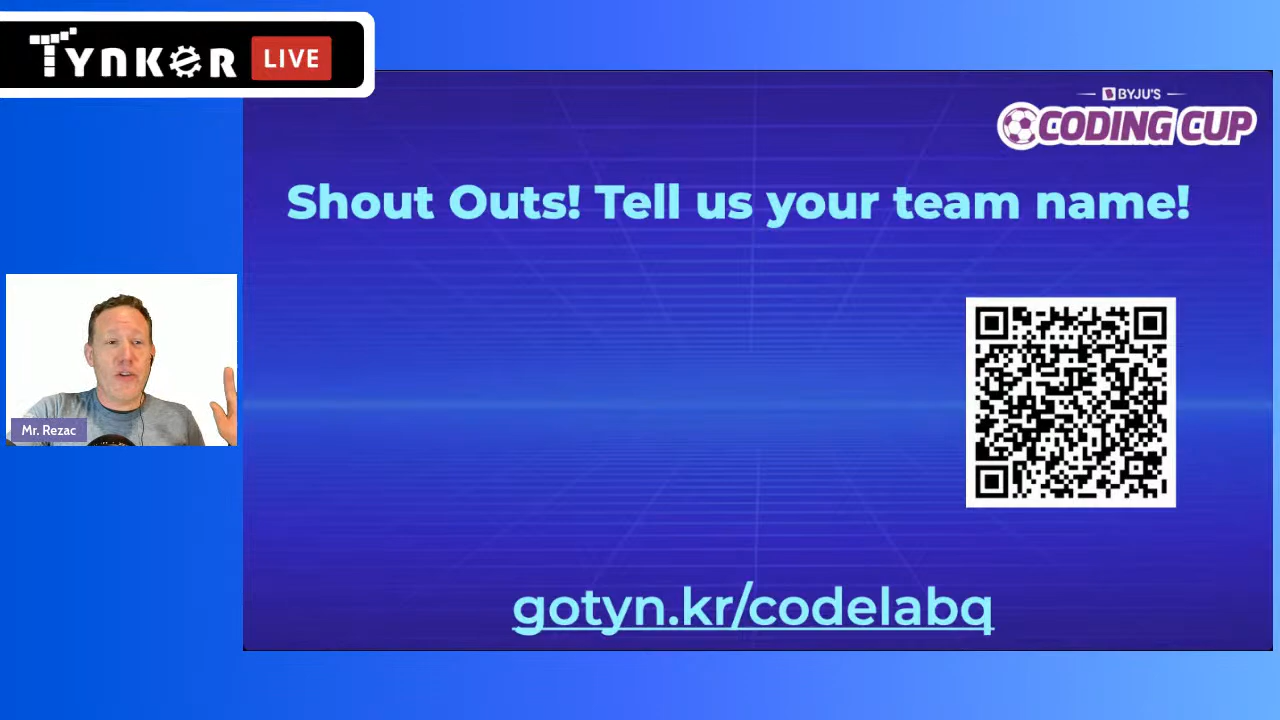 TYNKER LIVE
BYJU'S
CODING CUP
Shout Outs! Tell us your team name!
Mr. Rezac
gotyn.kr/codelabq